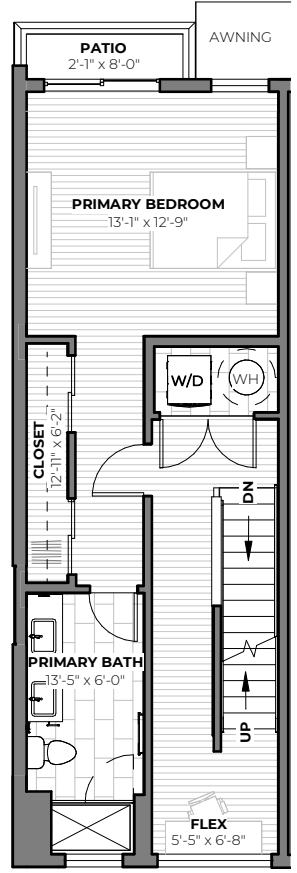 PATIO
2'-1" x 8'-0"
AWNING
PRIMARY BEDROOM
13'-1" x 12'-9"
W/D
WH
CLOSET
12'-11" x 6'-2"
DN
PRIMARY BATH
13'-5" x 6'-0"
UP
FLEX
5'-5" x 6'-8"